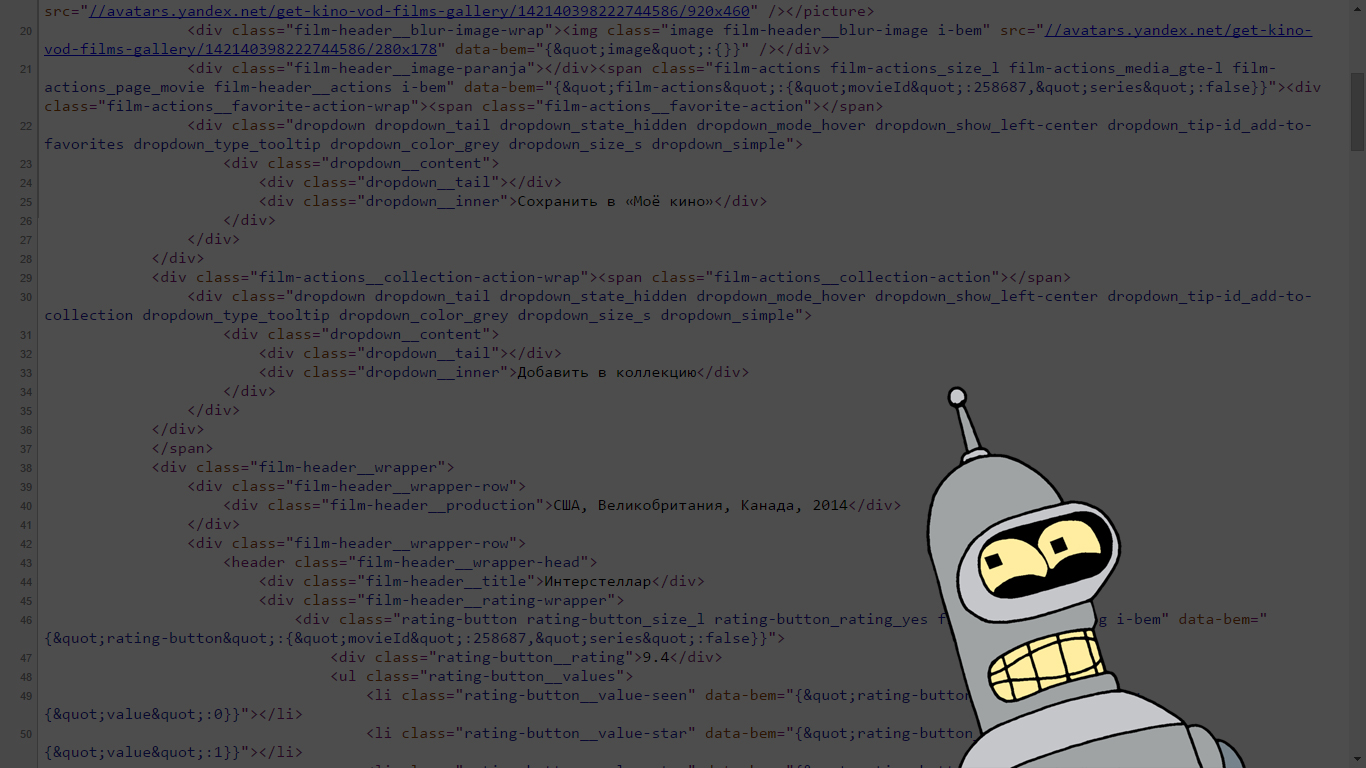 src="//avatars.yandex.net/get-kino-vod-films-gallery/142140398222744586/920x460" /></picture>
20 <div class="film-header__blur-image-wrap"><img class="image film-header__blur-image i-bem" src="//avatars.yandex.net/get-kino-
vod-films-gallery/142140398222744586/280x178" data-bem="{&quot;image&quot;:{}}" /></div>
21 <div class="film-header__image-paranja"></div><span class="film-actions film-actions_size_l film-actions_media_gte-l film-
actions_page_movie film-header__actions i-bem" data-bem="{&quot;film-actions&quot;:{&quot;movieId&quot;:258687,&quot;series&quot;:false}}"><div
class="film-actions__favorite-action-wrap"><span class="film-actions__favorite-action"></span>
22 <div class="dropdown dropdown_tail dropdown_state_hidden dropdown_mode_hover dropdown_show_left-center dropdown_tip-id_add-to-
favorites dropdown_type_tooltip dropdown_color_grey dropdown_size_s dropdown_simple">
23 <div class="dropdown__content">
24 <div class="dropdown__tail"></div>
25 <div class="dropdown__inner">Сохранить в «Моё кино»</div>
26 </div>
27 </div>
28 </div>
29 <div class="film-actions__collection-action-wrap"><span class="film-actions__collection-action"></span>
30 <div class="dropdown dropdown_tail dropdown_state_hidden dropdown_mode_hover dropdown_show_left-center dropdown_tip-id_add-to-
collection dropdown_type_tooltip dropdown_color_grey dropdown_size_s dropdown_simple">
31 <div class="dropdown__content">
32 <div class="dropdown__tail"></div>
33 <div class="dropdown__inner">Добавить в коллекцию</div>
34 </div>
35 </div>
36 </div>
37 </span>
38 <div class="film-header__wrapper">
39 <div class="film-header__wrapper-row">
40 <div class="film-header__production">США, Великобритания, Канада, 2014</div>
41 </div>
42 <div class="film-header__wrapper-row">
43 <header class="film-header__wrapper-head">
44 <div class="film-header__title">Интерстеллар</div>
45 <div class="film-header__rating-wrapper">
46 <div class="rating-button rating-button_size_l rating-button_rating_yes f g i-bem" data-bem="
{&quot;rating-button&quot;:{&quot;movieId&quot;:258687,&quot;series&quot;:false}}">
47 <div class="rating-button__rating">9.4</div>
48 <ul class="rating-button__values">
49 <li class="rating-button__value-seen" data-bem="{&quot;rating-button
{&quot;value&quot;:0}}"></li>
50 <li class="rating-button__value-star" data-bem="{&quot;rating-button
{&quot;value&quot;:1}}"></li>